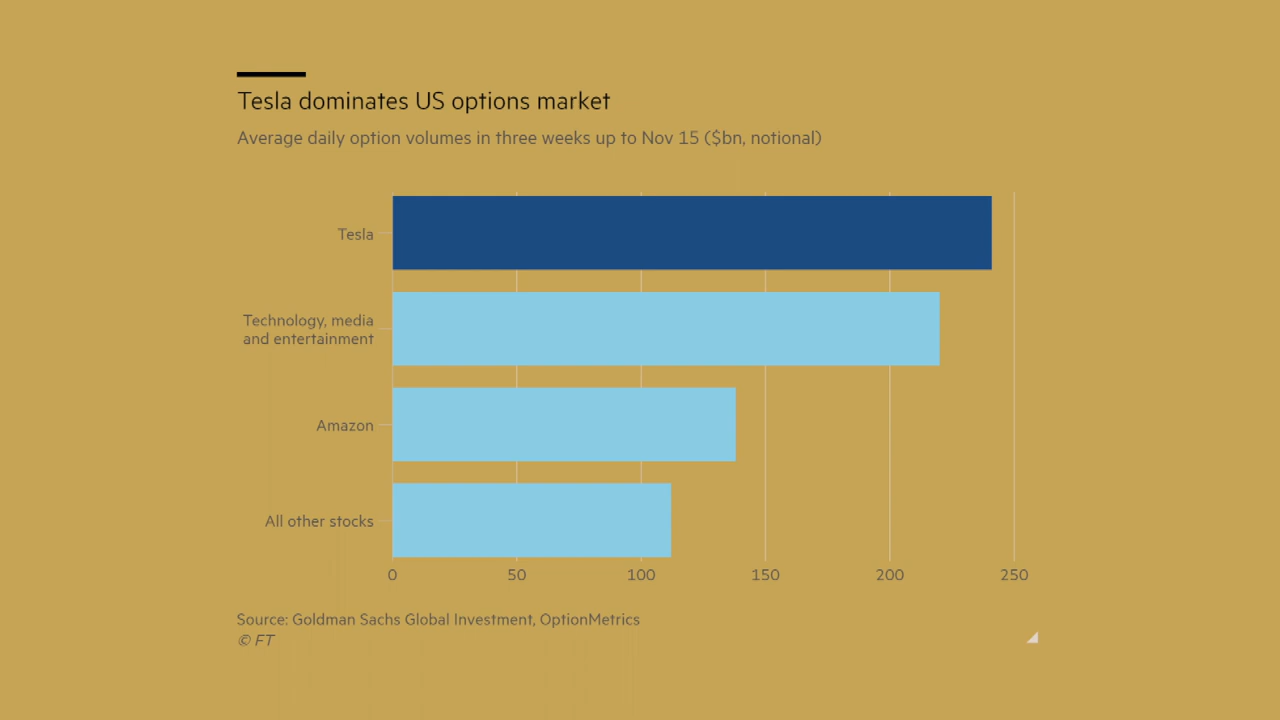 Tesla dominates US options market
Average daily option volumes in three weeks up to Nov 15 ($bn, notional)
Tesla
Technology, media
and entertainment
Amazon
All other stocks
0 50 100 150 200 250
Source: Goldman Sachs Global Investment, OptionMetrics
© FT